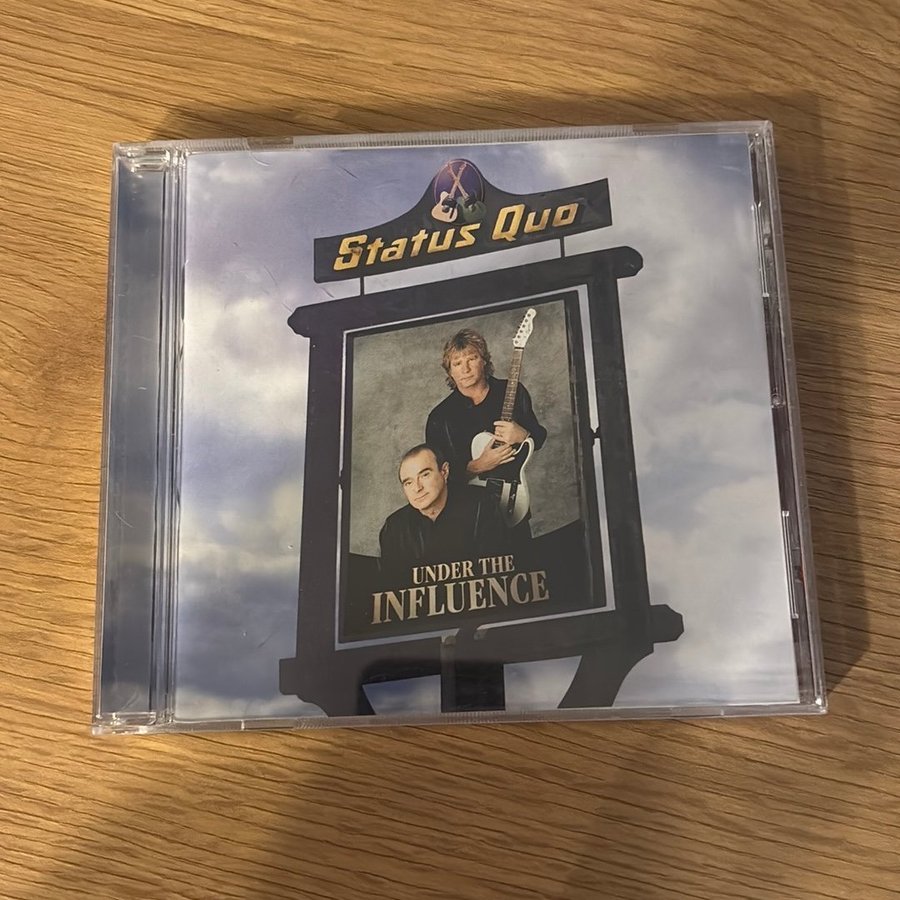 Status Quo
UNDER THE
INFLUENCE